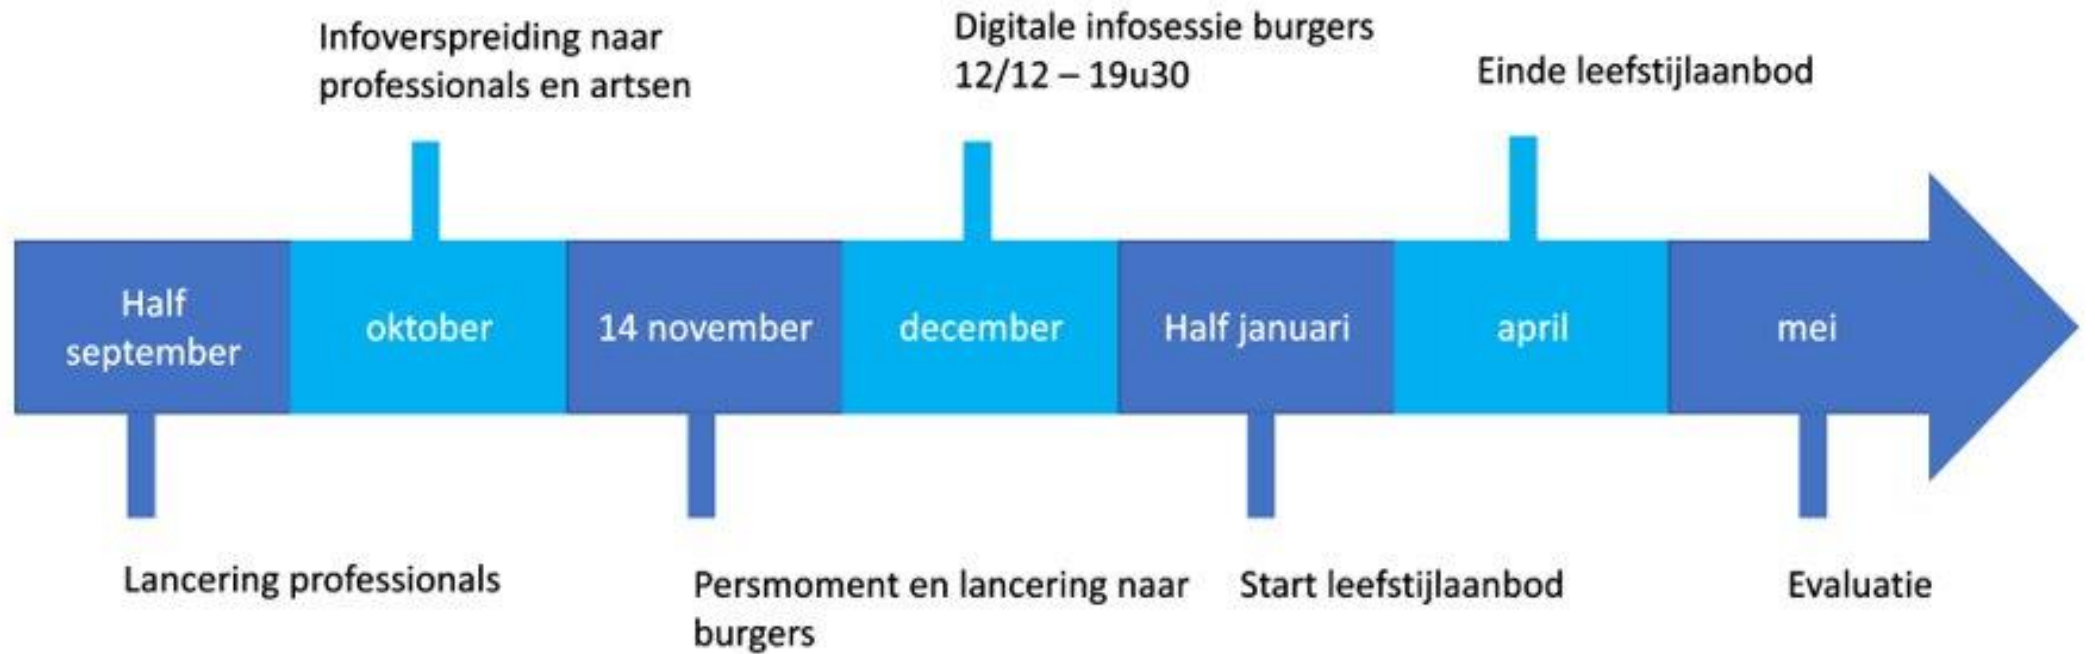 Infoverspreiding naar
professionals en artsen
Digitale infosessie burgers
12/12 – 19u30
Einde leefstijlaanbod
Half
september
oktober
14 november
december
Half januari
april
mei
Lancering professionals
Persmoment en lancering naar
burgers
Start leefstijlaanbod
Evaluatie